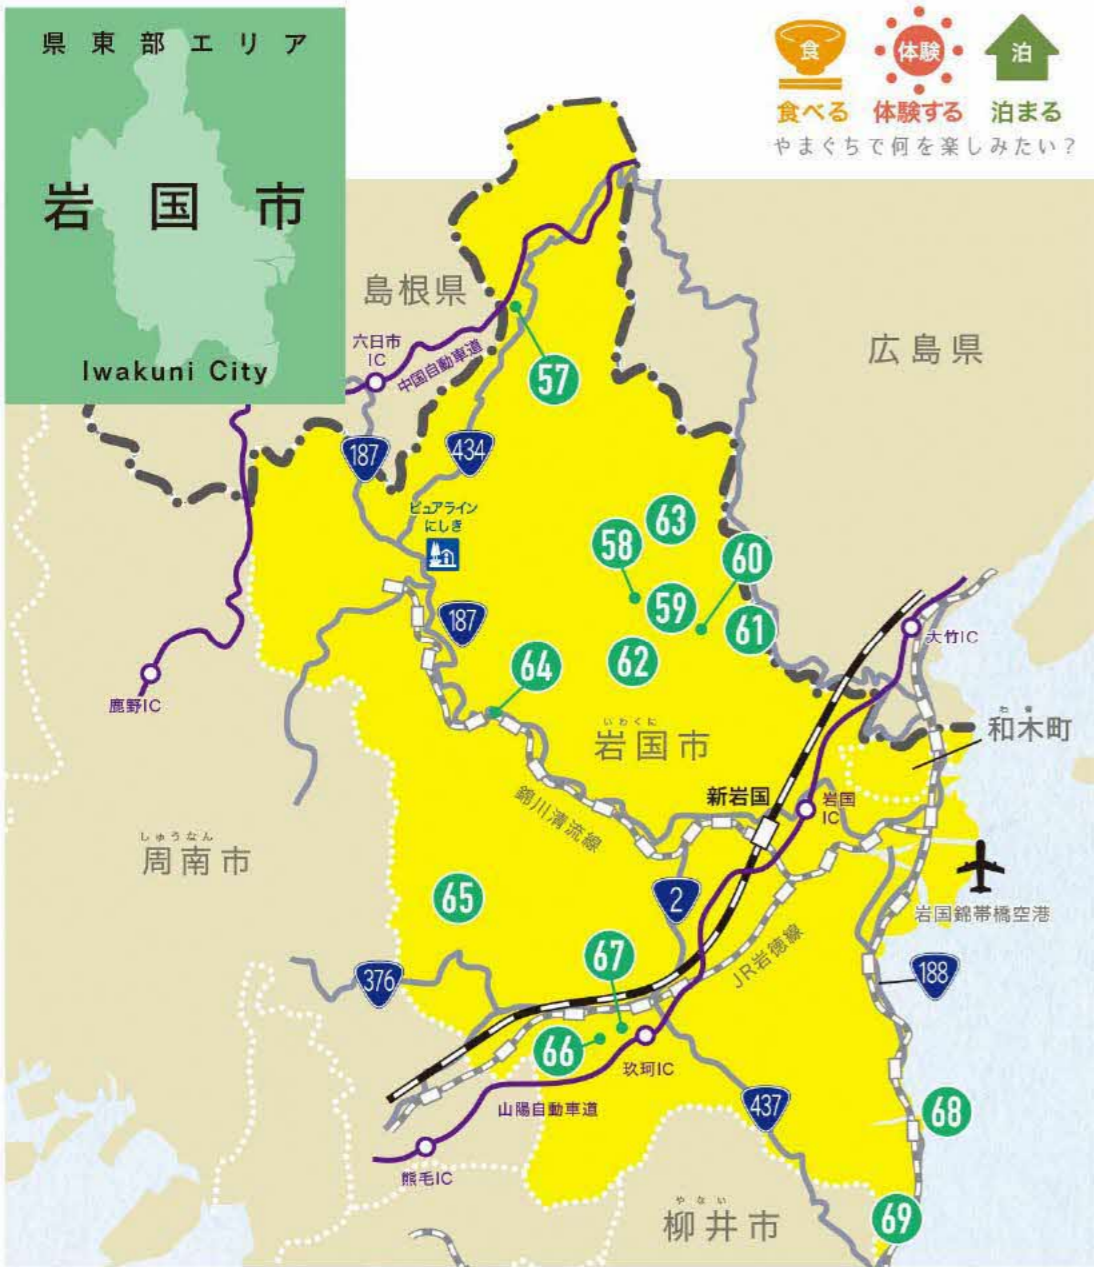 県東部エリア
岩国市
Iwakuni City
食
体験
泊
食べる
体験する
泊まる
やまぐちで何を楽しみたい?
島根県
広島県
六日市
IC
中国自動車道
57
187
434
ピュアライン
にしき
63
58
60
59
61
187
62
64
大竹IC
鹿野IC
いわくに
岩国市
和木町
新岩国
岩国
IC
錦川清流線
しゅうなん
周南市
65
2
岩国錦帯橋空港
JR岩徳線
67
376
188
66
玖珂IC
山陽自動車道
437
68
熊毛IC
やない
柳井市
69